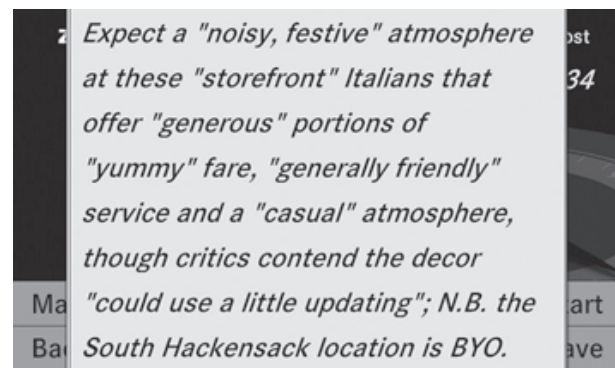 Expect a "noisy, festive" atmosphere
at these "storefront" Italians that
offer "generous" portions of
"yummy" fare, "generally friendly"
service and a "casual" atmosphere,
though critics contend the decor
"could use a little updating"; N.B. the
South Hackensack location is BYO.
34